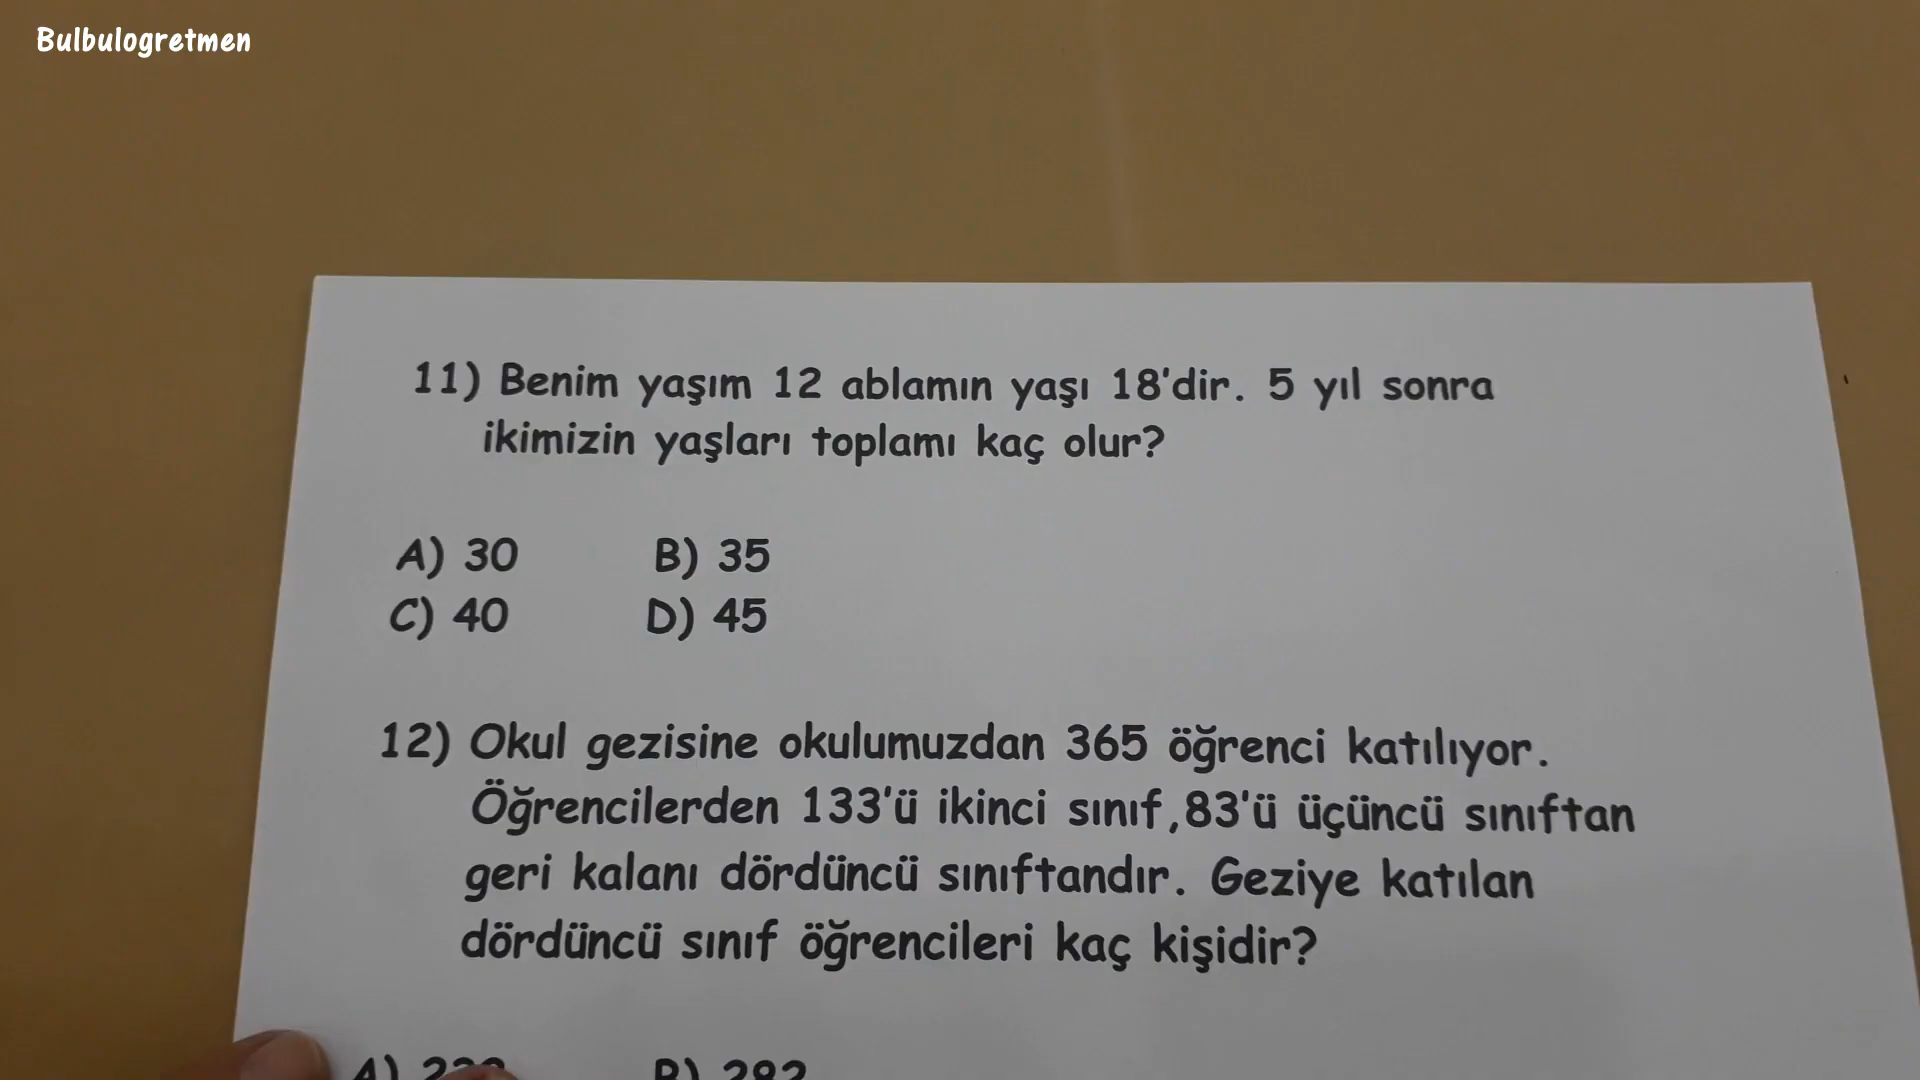 Bulbulogretmen
11) Benim yaşım 12 ablamın yaşı 18'dir. 5 yıl sonra
ikimizin yaşları toplamı kaç olur?
A) 30 B) 35
C) 40 D) 45
12) Okul gezisine okulumuzdan 365 öğrenci katılıyor.
Öğrencilerden 133'ü ikinci sınıf,83'ü üçüncü sınıftan
geri kalanı dördüncü sınıftandır. Geziye katılan
dördüncü sınıf öğrencileri kaç kişidir?
A) B) 282